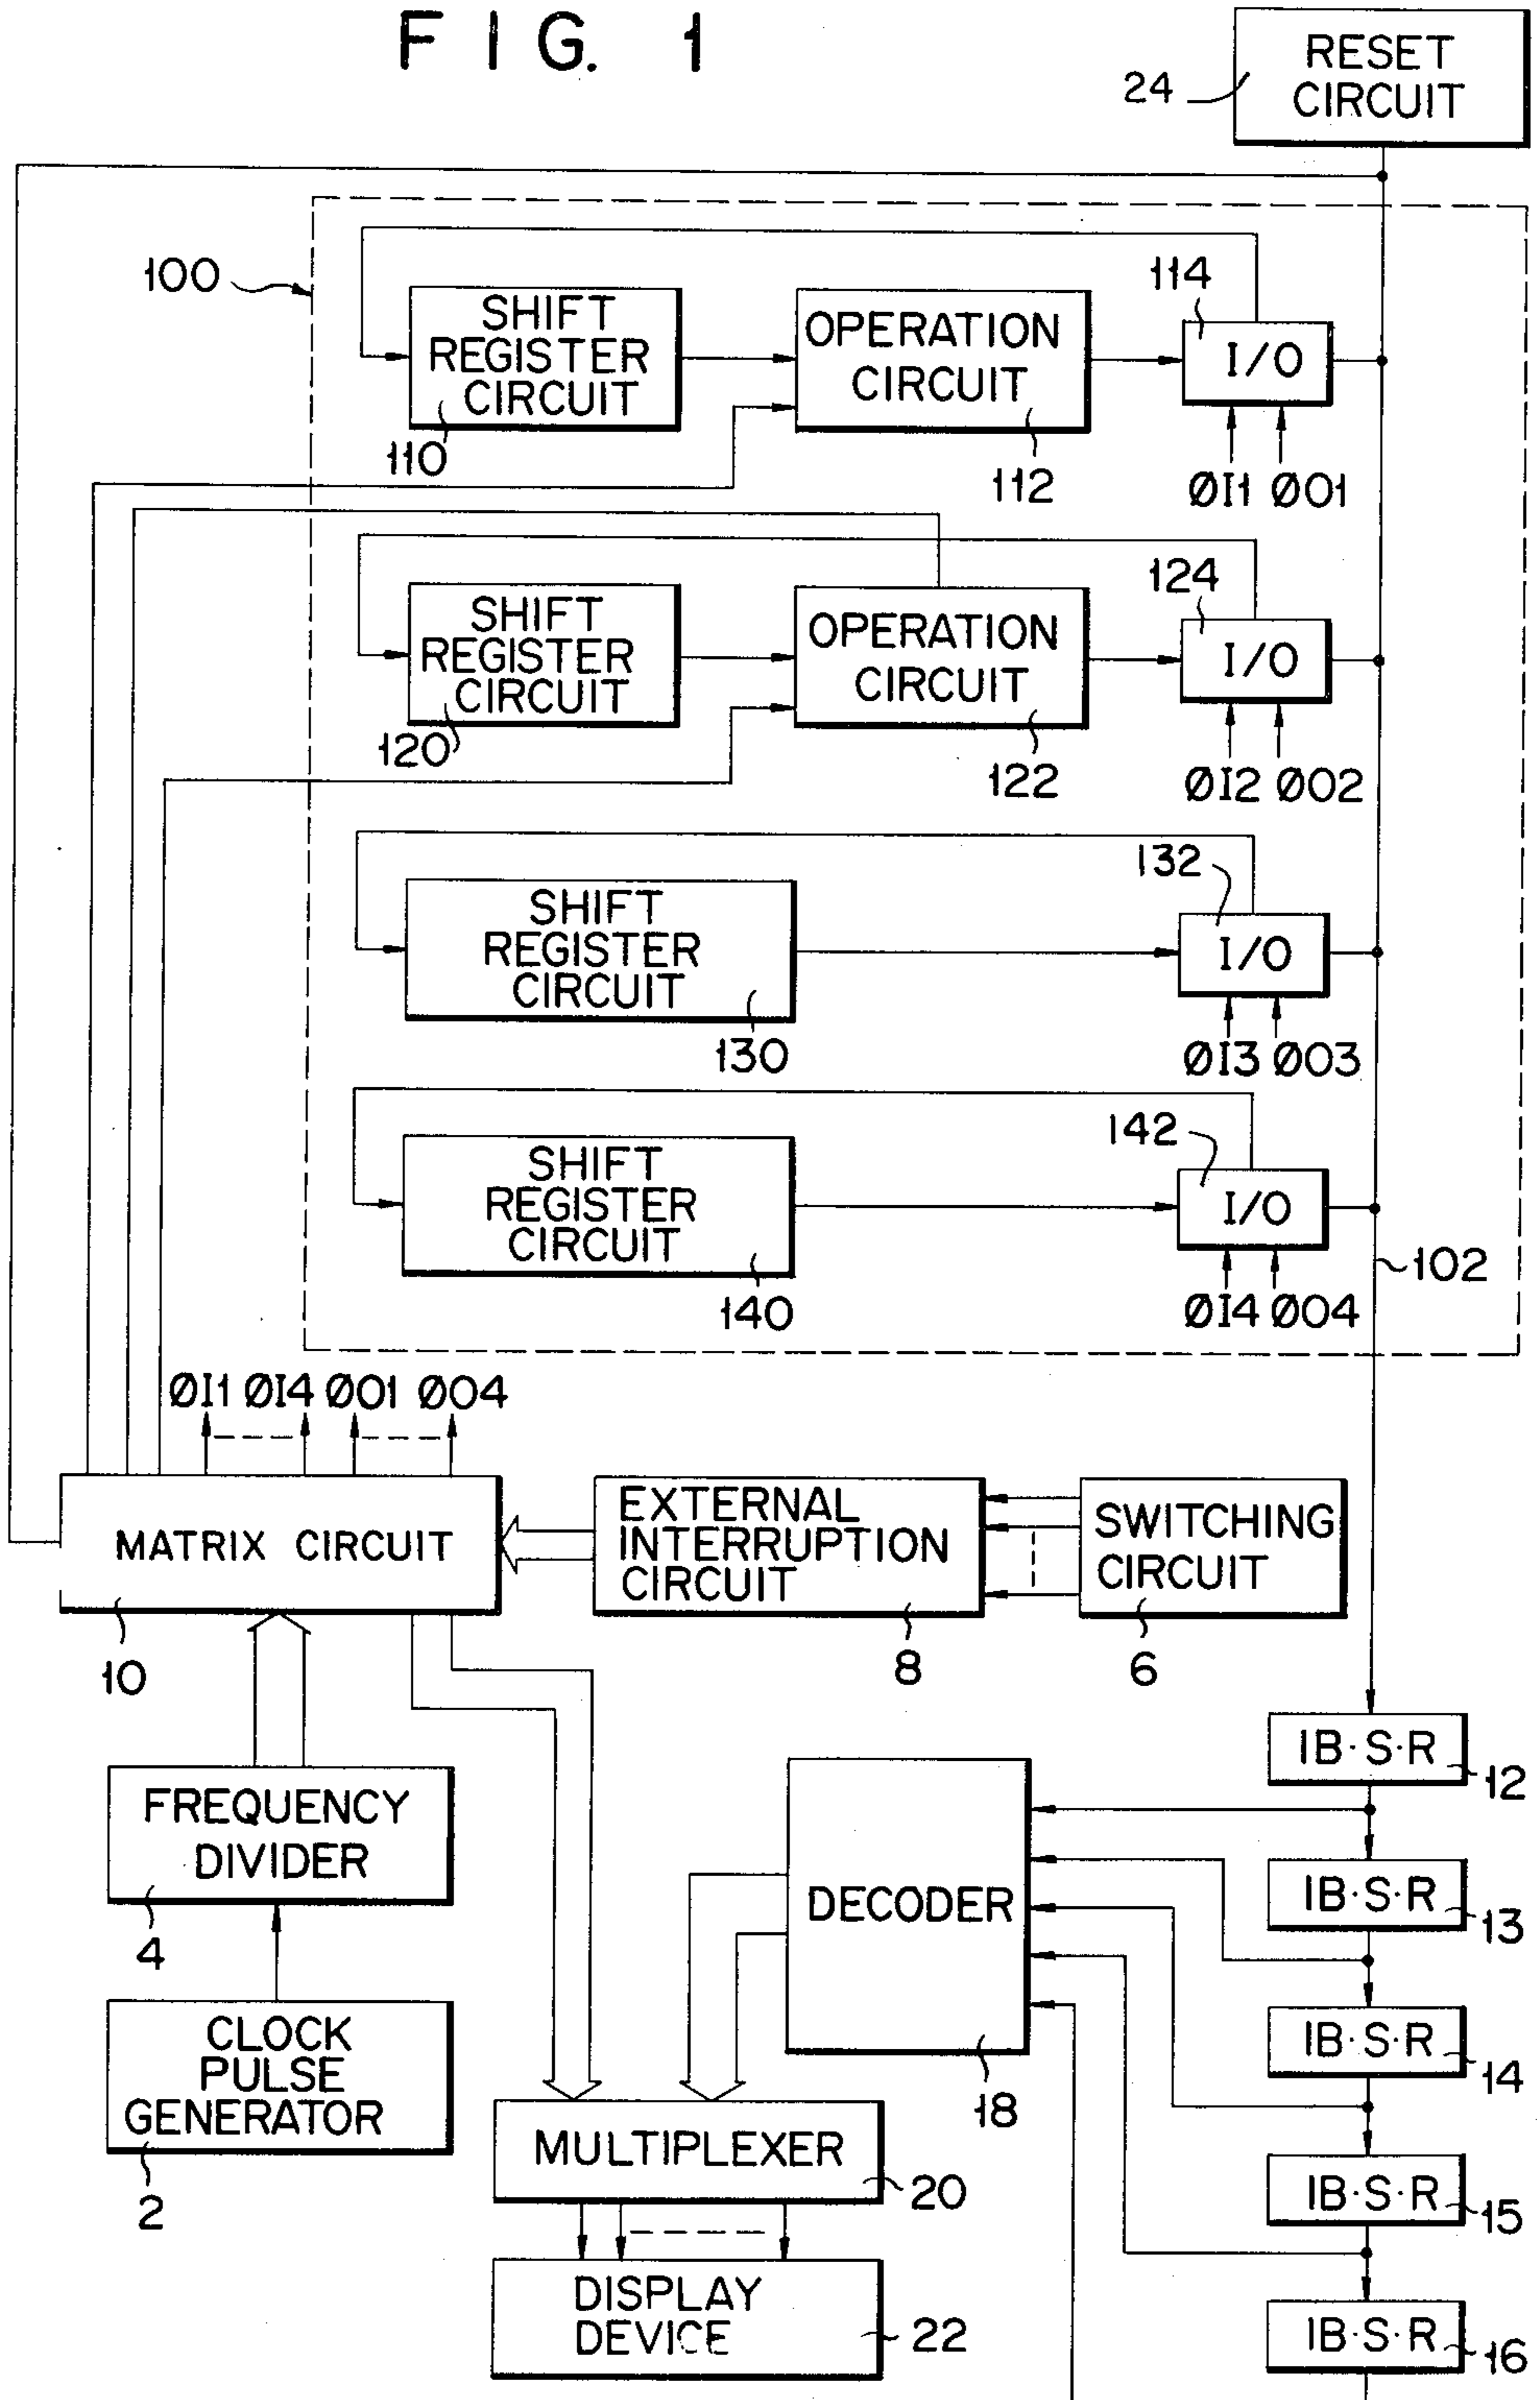 FIG. 1
RESET
CIRCUIT
24
100
SHIFT
REGISTER
CIRCUIT
110
OPERATION
CIRCUIT
112
114
I/O
ØI1 ØO1
SHIFT
REGISTER
CIRCUIT
120
OPERATION
CIRCUIT
122
124
I/O
ØI2 ØO2
SHIFT
REGISTER
CIRCUIT
130
132
I/O
ØI3 ØO3
SHIFT
REGISTER
CIRCUIT
140
142
I/O
ØI4 ØO4
102
ØI1 ØI4 ØO1 ØO4
MATRIX CIRCUIT
10
EXTERNAL
INTERRUPTION
CIRCUIT
8
SWITCHING
CIRCUIT
6
FREQUENCY
DIVIDER
4
CLOCK
PULSE
GENERATOR
2
DECODER
18
IB·S·R
12
IB·S·R
13
IB·S·R
14
IB·S·R
15
IB·S·R
16
MULTIPLEXER
20
DISPLAY
DEVICE
22